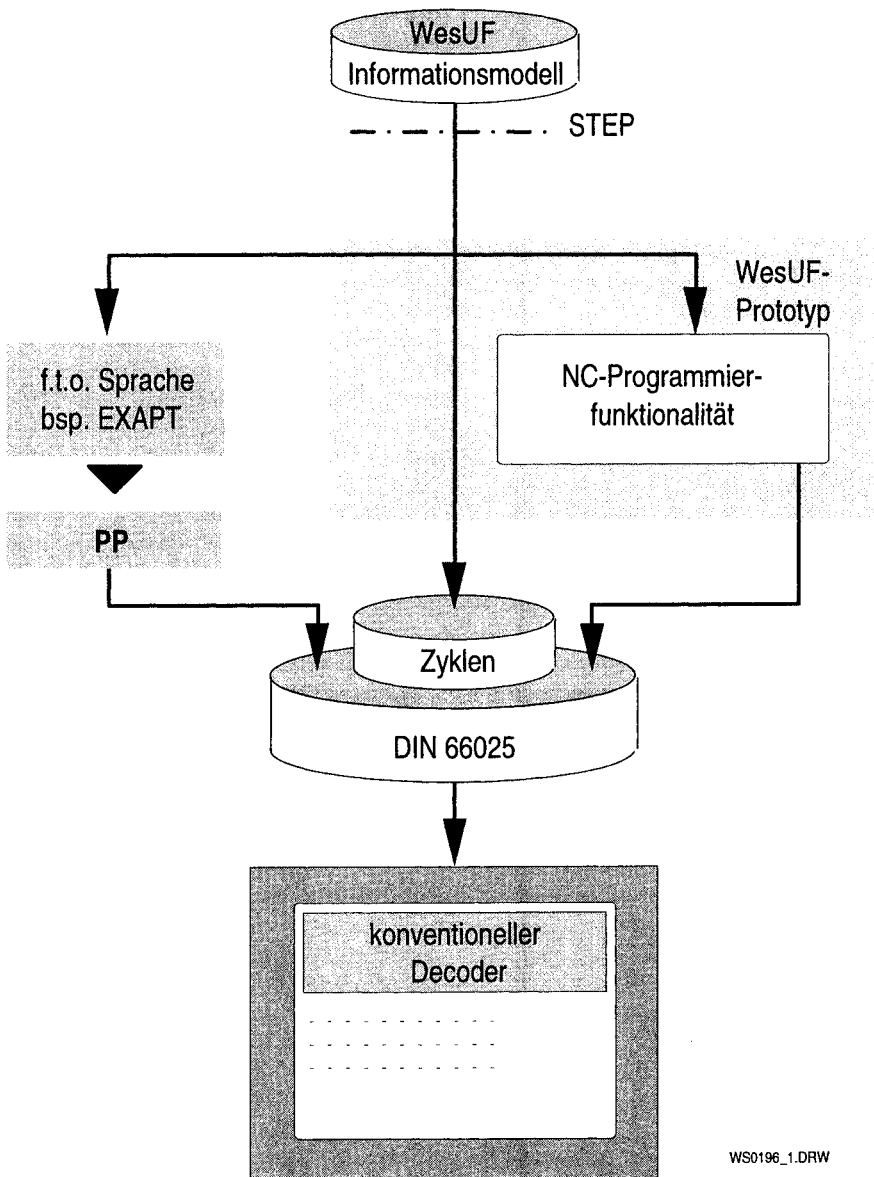 WesUF
Informationsmodell
STEP
WesUF-
Prototyp
f.t.o. Sprache
bsp. EXAPT
NC-Programmier-
funktionalität
PP
Zyklen
DIN 66025
konventioneller
Decoder
WS0196_1.DRW